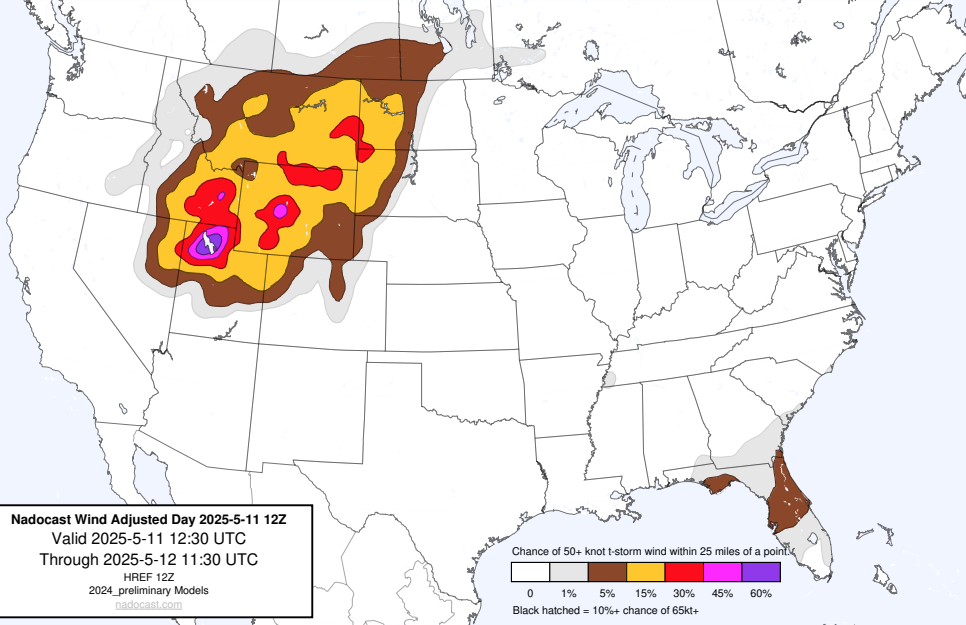 Nadocast Wind Adjusted Day 2025-5-11 12Z
Valid 2025-5-11 12:30 UTC
Through 2025-5-12 11:30 UTC
HREF 12Z
2024_preliminary Models
nadocast.com
Chance of 50+ knot t-storm wind within 25 miles of a point.
0 1% 5% 15% 30% 45% 60%
Black hatched = 10%+ chance of 65kt+